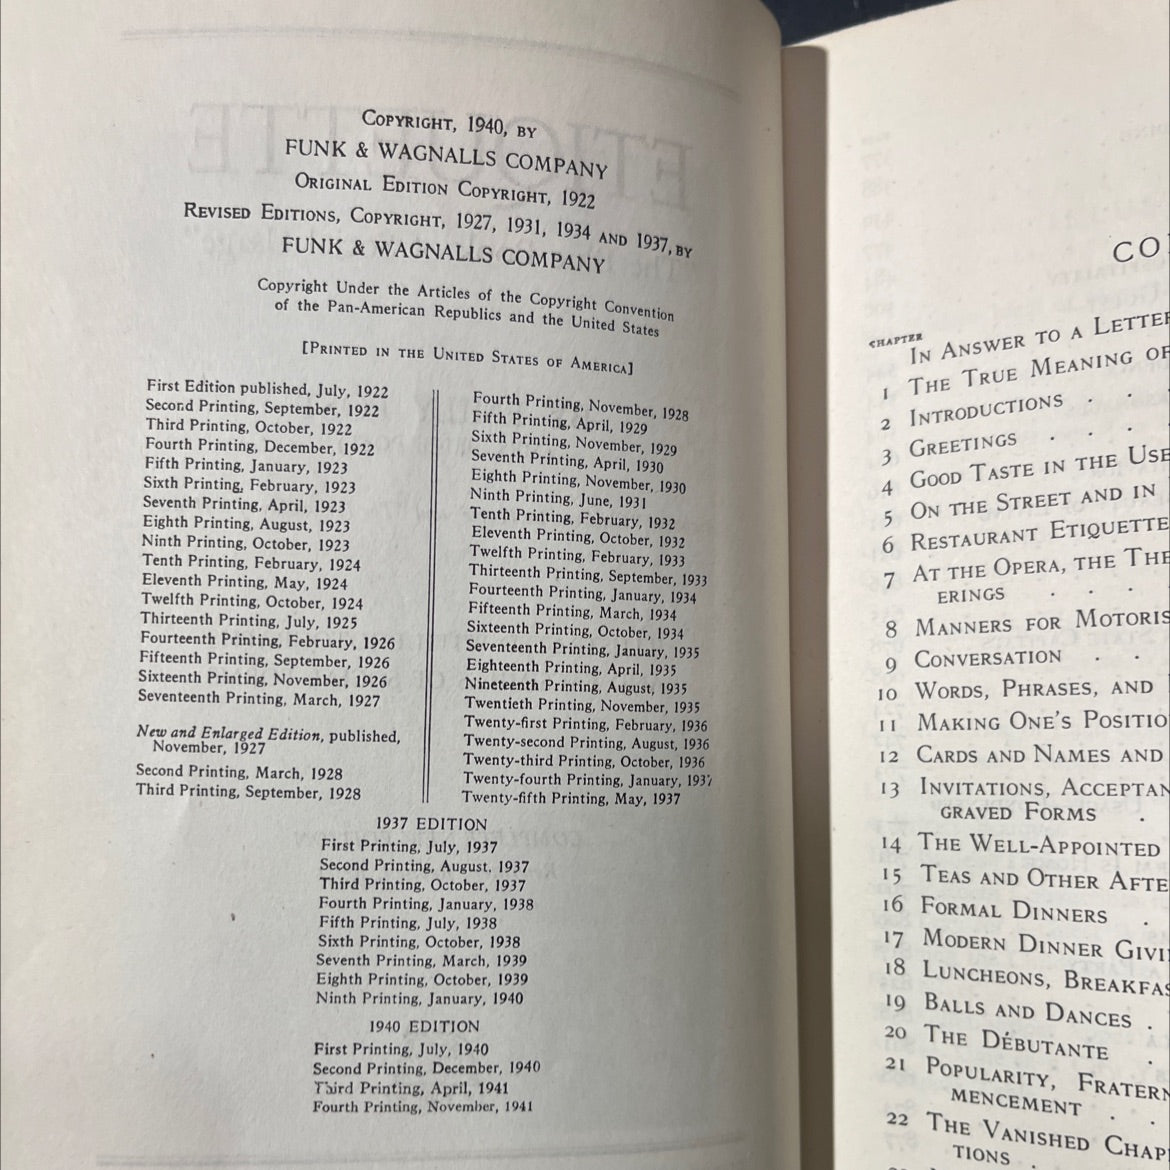 Copyright, 1940, by
FUNK & WAGNALLS COMPANY
Original Edition Copyright, 1922
Revised Editions, Copyright, 1927, 1931, 1934 and 1937, by
FUNK & WAGNALLS COMPANY
Copyright Under the Articles of the Copyright Convention
of the Pan-American Republics and the United States
[Printed in the United States of America]
First Edition published, July, 1922
Second Printing, September, 1922
Third Printing, October, 1922
Fourth Printing, December, 1922
Fifth Printing, January, 1923
Sixth Printing, February, 1923
Seventh Printing, April, 1923
Eighth Printing, August, 1923
Ninth Printing, October, 1923
Tenth Printing, February, 1924
Eleventh Printing, May, 1924
Twelfth Printing, October, 1924
Thirteenth Printing, July, 1925
Fourteenth Printing, February, 1926
Fifteenth Printing, September, 1926
Sixteenth Printing, November, 1926
Seventeenth Printing, March, 1927
New and Enlarged Edition, published,
November, 1927
Second Printing, March, 1928
Third Printing, September, 1928
Fourth Printing, November, 1928
Fifth Printing, April, 1929
Sixth Printing, November, 1929
Seventh Printing, April, 1930
Eighth Printing, November, 1930
Ninth Printing, June, 1931
Tenth Printing, February, 1932
Eleventh Printing, October, 1932
Twelfth Printing, February, 1933
Thirteenth Printing, September, 1933
Fourteenth Printing, January, 1934
Fifteenth Printing, March, 1934
Sixteenth Printing, October, 1934
Seventeenth Printing, January, 1935
Eighteenth Printing, April, 1935
Nineteenth Printing, August, 1935
Twentieth Printing, November, 1935
Twenty-first Printing, February, 1936
Twenty-second Printing, August, 1936
Twenty-third Printing, October, 1936
Twenty-fourth Printing, January, 1937
Twenty-fifth Printing, May, 1937
1937 EDITION
First Printing, July, 1937
Second Printing, August, 1937
Third Printing, October, 1937
Fourth Printing, January, 1938
Fifth Printing, July, 1938
Sixth Printing, October, 1938
Seventh Printing, March, 1939
Eighth Printing, October, 1939
Ninth Printing, January, 1940
1940 EDITION
First Printing, July, 1940
Second Printing, December, 1940
Third Printing, April, 1941
Fourth Printing, November, 1941
CO
CHAPTER
In Answer to a Letter
1 The True Meaning of
2 Introductions . .
3 Greetings . . . .
4 Good Taste in the Use
5 On the Street and in
6 Restaurant Etiquette
7 At the Opera, the The
erings . . .
8 Manners for Motoris
9 Conversation . .
10 Words, Phrases, and
11 Making One's Positio
12 Cards and Names and
13 Invitations, Acceptan
graved Forms .
14 The Well-Appointed
15 Teas and Other Afte
16 Formal Dinners .
17 Modern Dinner Givi
18 Luncheons, Breakfas
19 Balls and Dances .
20 The Débutante .
21 Popularity, Fratern
mencement . .
22 The Vanished Chap
tions .